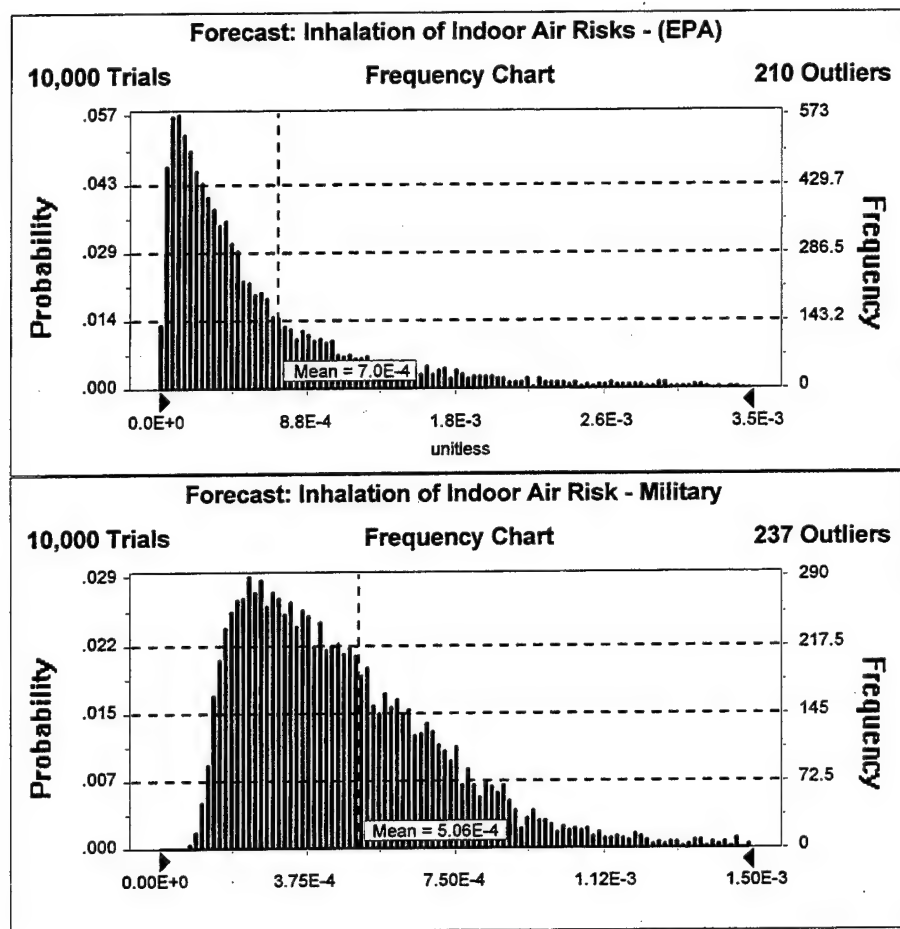 Forecast: Inhalation of Indoor Air Risks - (EPA)
10,000 Trials Frequency Chart 210 Outliers
.057 573
.043 429.7
.029 286.5
.014 143.2
.000 0
Probability
Frequency
Mean = 7.0E-4
0.0E+0 8.8E-4 1.8E-3 2.6E-3 3.5E-3
unitless
Forecast: Inhalation of Indoor Air Risk - Military
10,000 Trials Frequency Chart 237 Outliers
.029 290
.022 217.5
.015 145
.007 72.5
.000 0
Probability
Frequency
Mean = 5.06E-4
0.00E+0 3.75E-4 7.50E-4 1.12E-3 1.50E-3